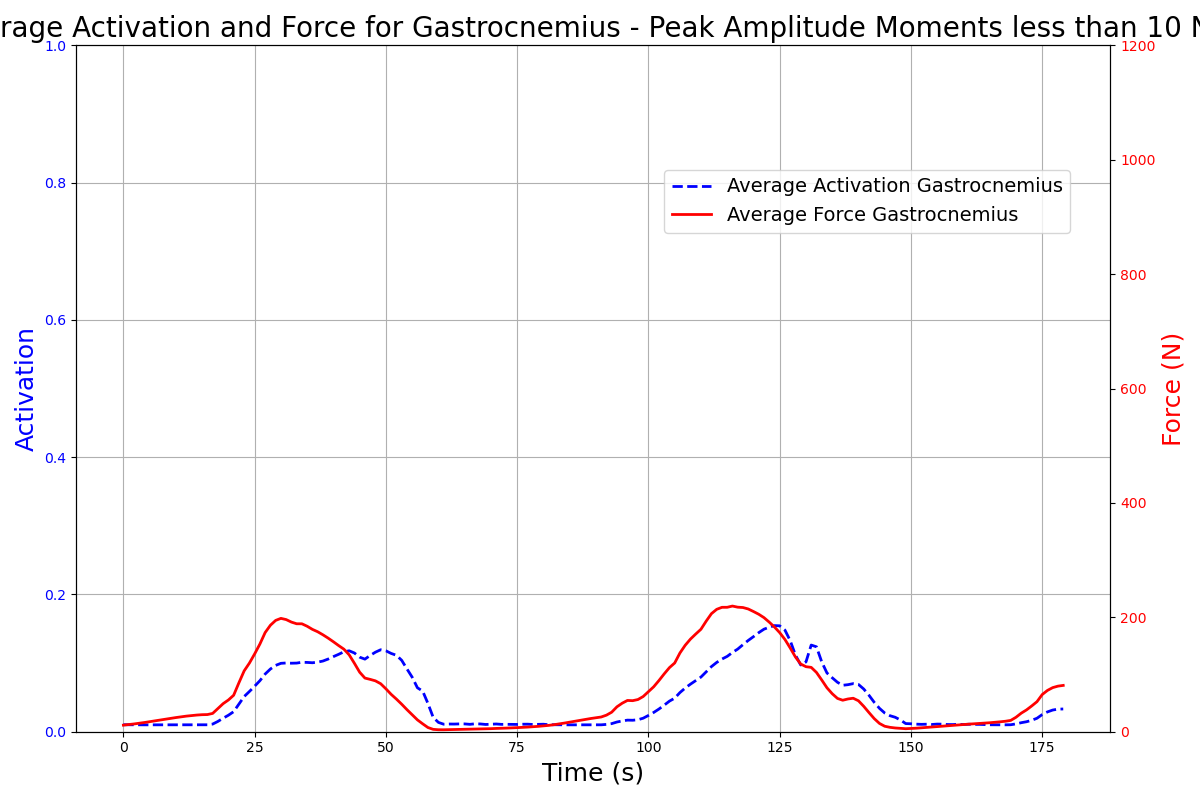 rage Activation and Force for Gastrocnemius - Peak Amplitude Moments less than 10 N
1.0
0.8
0.6
0.4
0.2
0.0
Activation
1200
1000
800
600
400
200
0
Force (N)
Average Activation Gastrocnemius
Average Force Gastrocnemius
0 25 50 75 100 125 150 175
Time (s)